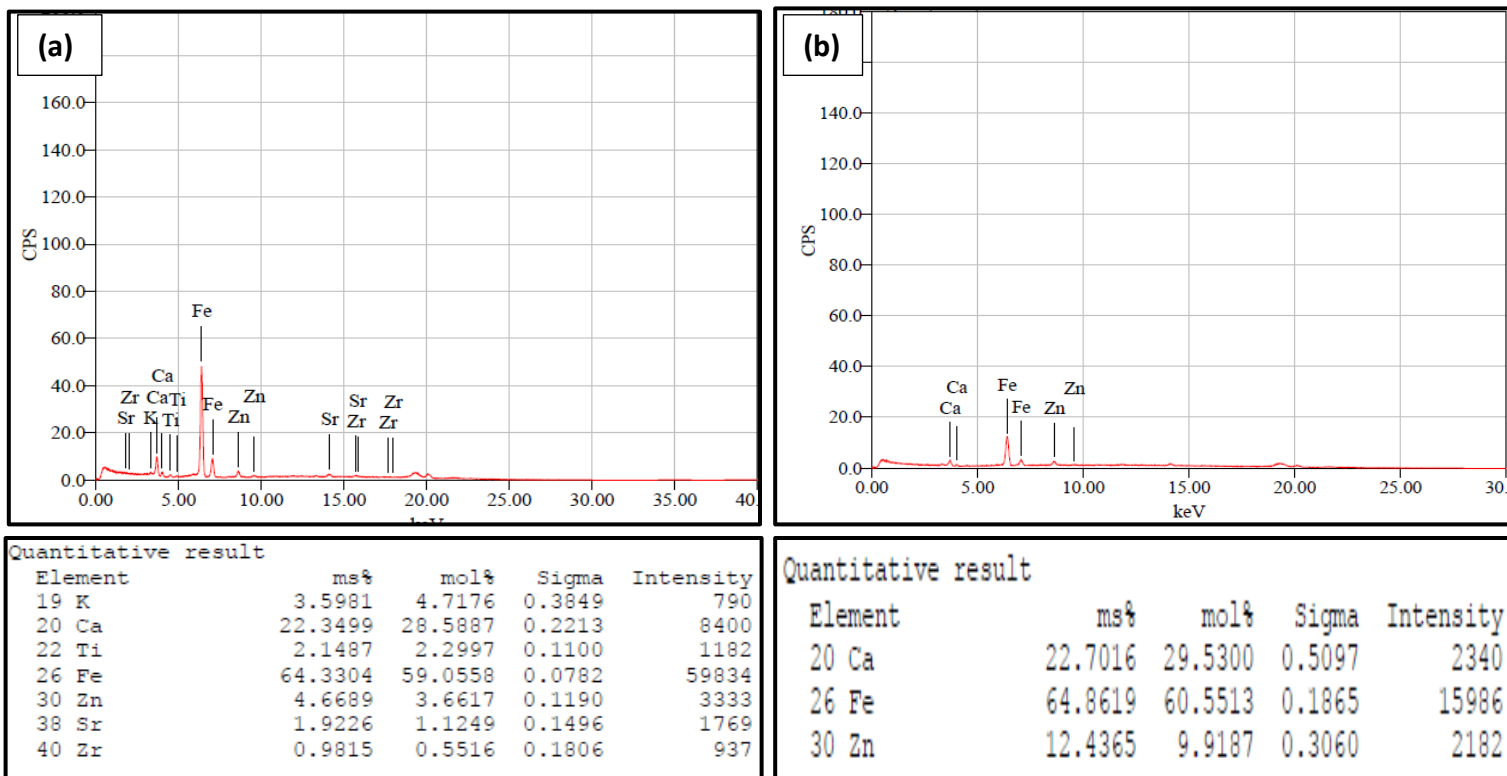 (a)
160.0
140.0
120.0
100.0
80.0
60.0
40.0
20.0
0.0
CPS
Fe
Ca
Zr Ca Ti
Sr K Ti
Fe
Zn
Zn
Sr
Sr
Zr
Zr
Zr
0.00 5.00 10.00 15.00 20.00 25.00 30.00 35.00 40.
keV
(b)
180.0
140.0
120.0
100.0
80.0
60.0
40.0
20.0
0.0
CPS
Ca
Ca
Fe
Fe
Zn
Zn
0.00 5.00 10.00 15.00 20.00 25.00 30.
keV
Quantitative result
Element ms% mol% Sigma Intensity
19 K 3.5981 4.7176 0.3849 790
20 Ca 22.3499 28.5887 0.2213 8400
22 Ti 2.1487 2.2997 0.1100 1182
26 Fe 64.3304 59.0558 0.0782 59834
30 Zn 4.6689 3.6617 0.1190 3333
38 Sr 1.9226 1.1249 0.1496 1769
40 Zr 0.9815 0.5516 0.1806 937
Quantitative result
Element ms% mol% Sigma Intensity
20 Ca 22.7016 29.5300 0.5097 2340
26 Fe 64.8619 60.5513 0.1865 15986
30 Zn 12.4365 9.9187 0.3060 2182